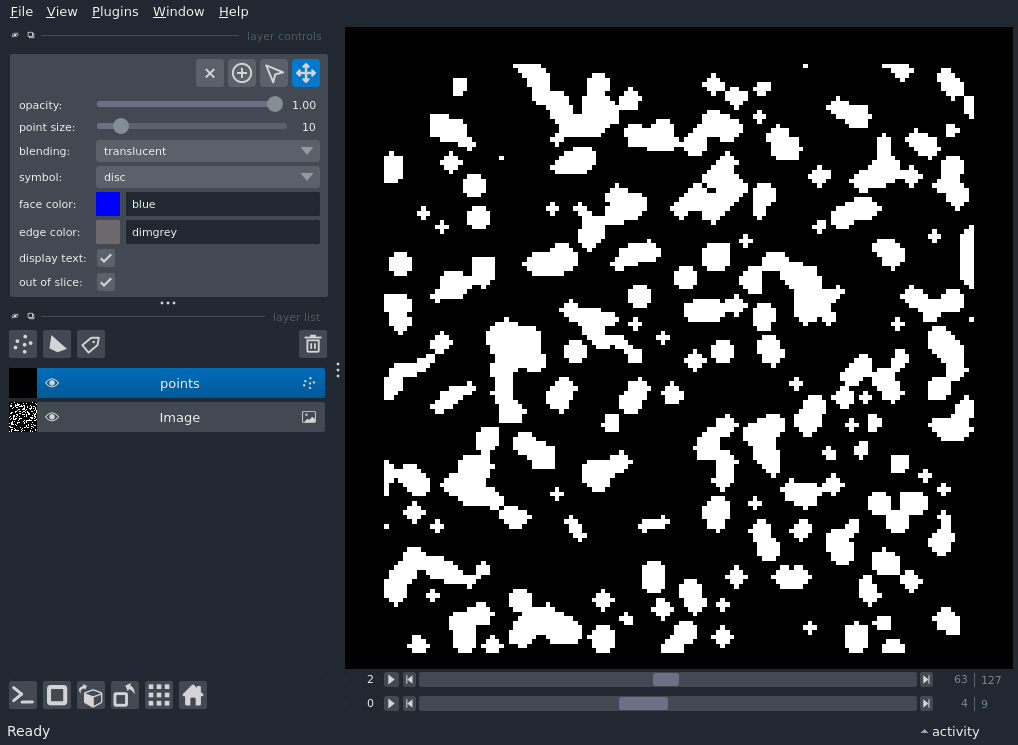 File View Plugins Window Help
layer controls
opacity: 1.00
point size: 10
blending: translucent
symbol: disc
face color: blue
edge color: dimgrey
display text:
out of slice:
layer list
points
Image
2 63 127
0 4 9
Ready activity